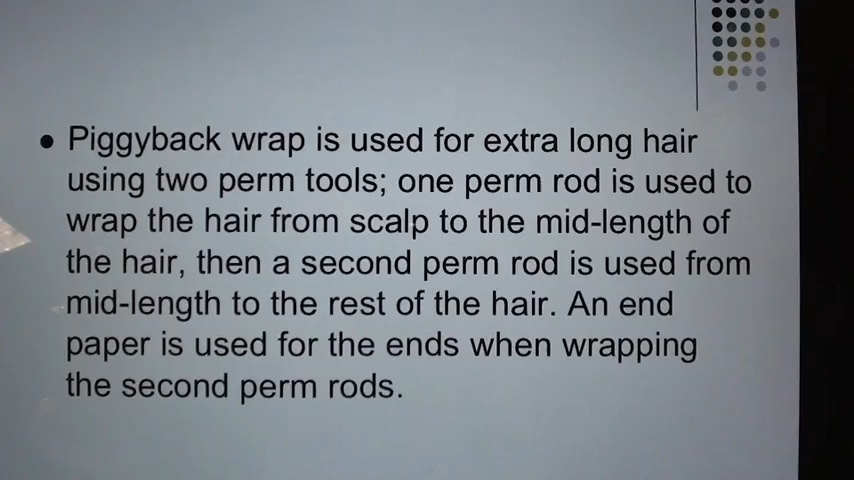 • Piggyback wrap is used for extra long hair
using two perm tools; one perm rod is used to
wrap the hair from scalp to the mid-length of
the hair, then a second perm rod is used from
mid-length to the rest of the hair. An end
paper is used for the ends when wrapping
the second perm rods.